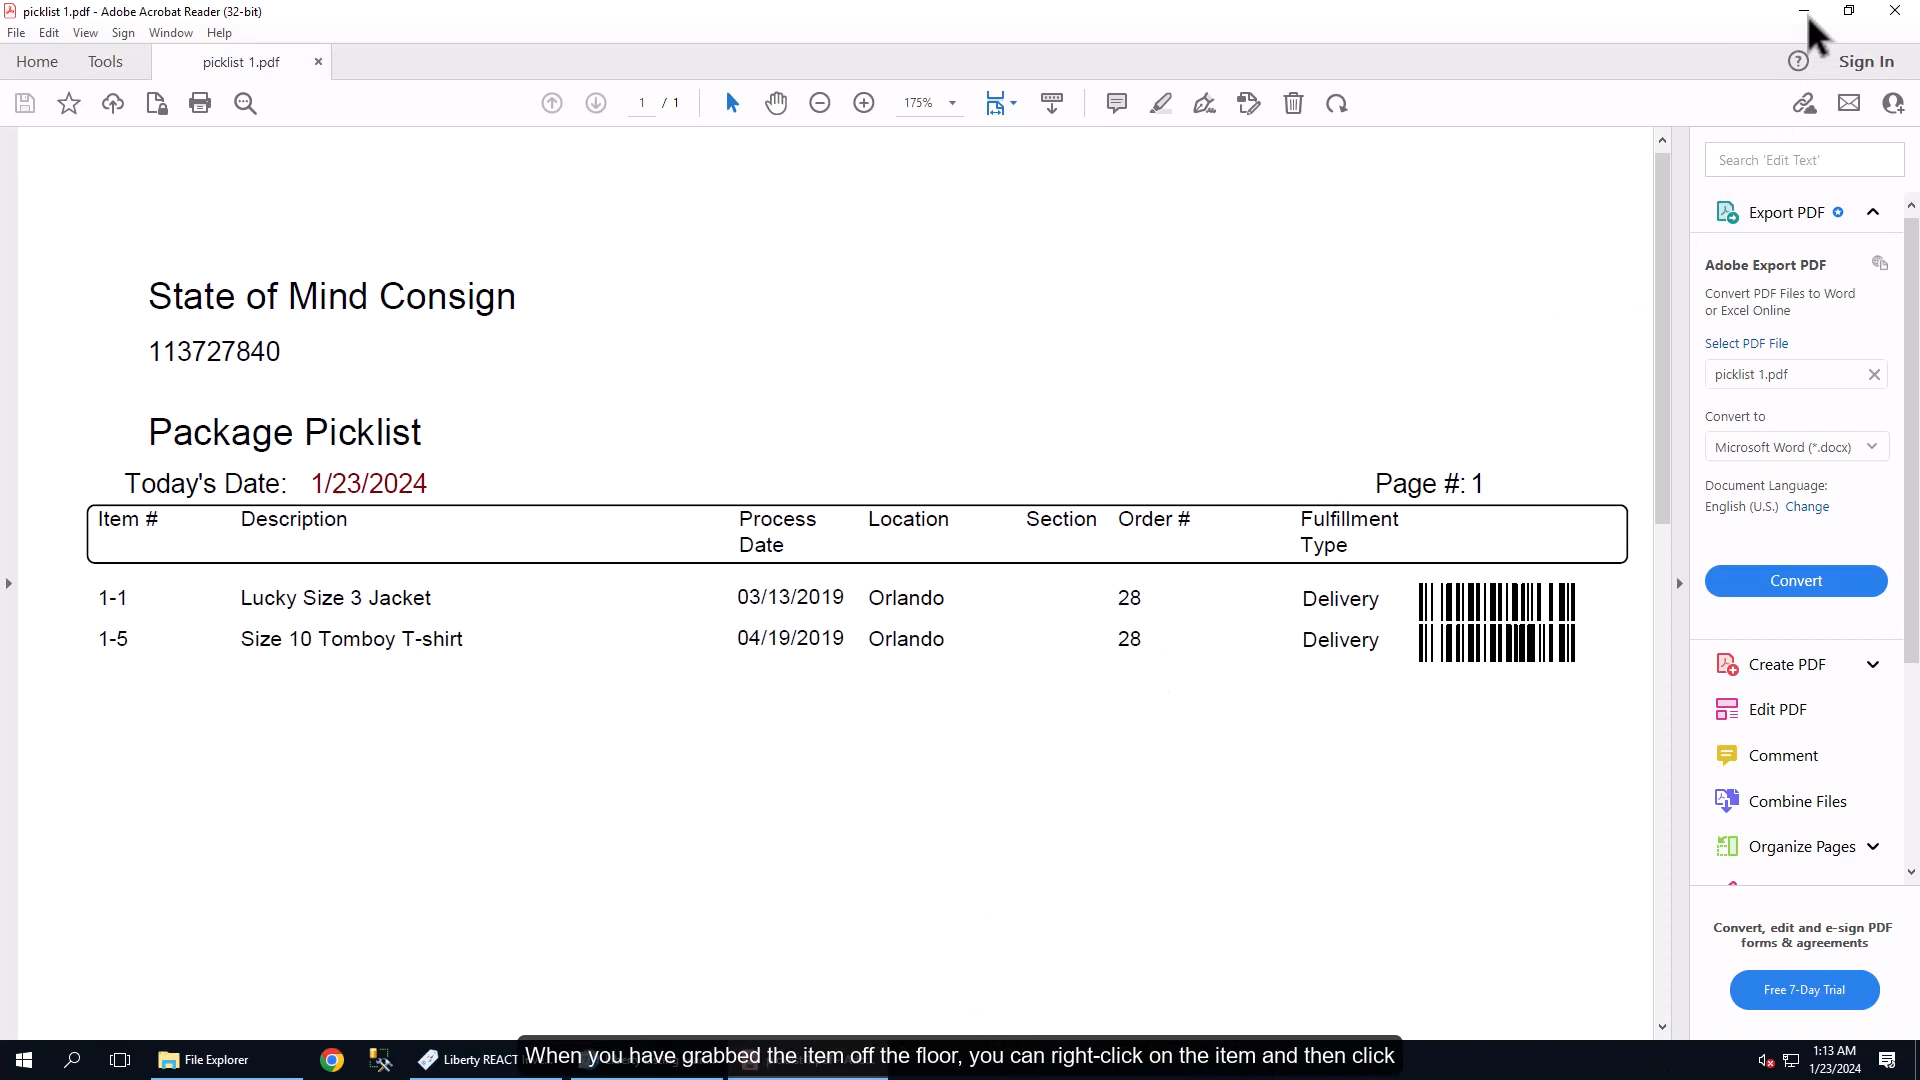 picklist 1.pdf - Adobe Acrobat Reader (32-bit)
File Edit View Sign Window Help
Home Tools picklist 1.pdf × ? Sign In
1 / 1 175%
Search 'Edit Text'
Export PDF
State of Mind Consign
113727840
Package Picklist
Today's Date: 1/23/2024 Page #: 1
Item # Description Process Location Section Order # Fulfillment
Date Type
1-1 Lucky Size 3 Jacket 03/13/2019 Orlando 28 Delivery
1-5 Size 10 Tomboy T-shirt 04/19/2019 Orlando 28 Delivery
Adobe Export PDF
Convert PDF Files to Word
or Excel Online
Select PDF File
picklist 1.pdf
Convert to
Microsoft Word (*.docx)
Document Language:
English (U.S.) Change
Convert
Create PDF
Edit PDF
Comment
Combine Files
Organize Pages
Convert, edit and e-sign PDF
forms & agreements
Free 7-Day Trial
When you have grabbed the item off the floor, you can right-click on the item and then click
File Explorer Liberty REACT
1:13 AM
1/23/2024